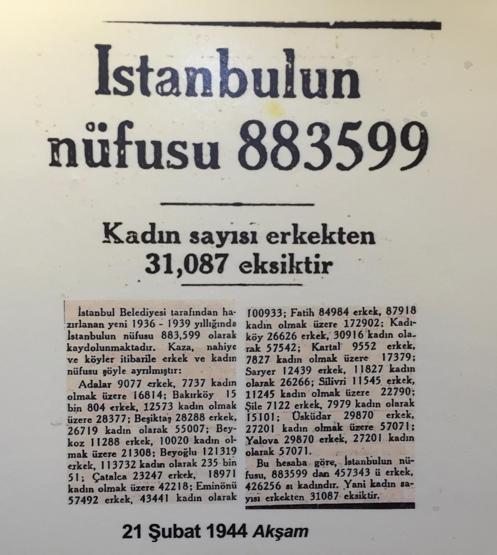 İstanbulun
nüfusu 883599
Kadın sayısı erkekten
31,087 eksiktir
İstanbul Belediyesi tarafından ha-
zırlanan yeni 1936 - 1939 yıllığında
İstanbulun nüfusu 883,599 olarak
kaydolunmaktadır. Kaza, nahiye
ve köyler itibarile erkek ve kadın
nüfusu şöyle ayrılmıştır:
Adalar 9077 erkek, 7737 kadın
olmak üzere 16814; Bakırköy 15
bin 804 erkek, 12573 kadın olmak
üzere 28377; Beşiktaş 28288 erkek,
26719 kadın olarak 55007; Bey-
koz 11288 erkek, 10020 kadın ol-
mak üzere 21308; Beyoğlu 121319
erkek, 113732 kadın olarak 235 bin
51; Çatalca 23247 erkek, 18971
kadın olmak üzere 42218; Eminönü
57492 erkek, 43441 kadın olarak
100933; Fatih 84984 erkek, 87918
kadın olmak üzere 172902; Kadı-
köy 26626 erkek, 30916 kadın ola-
rak 57542; Kartal 9552 erkek,
7827 kadın olmak üzere 17379;
Saryer 12439 erkek, 11827 kadın
olarak 26266; Silivri 11545 erkek,
11245 kadın olmak üzere 22790;
Şile 7122 erkek, 7979 kadın olarak
15101; Üsküdar 29870 erkek,
27201 kadın olmak üzere 57071;
Yalova 29870 erkek, 27201 kadın
olarak 57071.
Bu hesaba göre, İstanbulun nü-
fusu, 883599 dan 457343 ü erkek,
426256 sı kadındır. Yani kadın sa-
yısı erkekten 31087 eksiktir.
21 Şubat 1944 Akşam